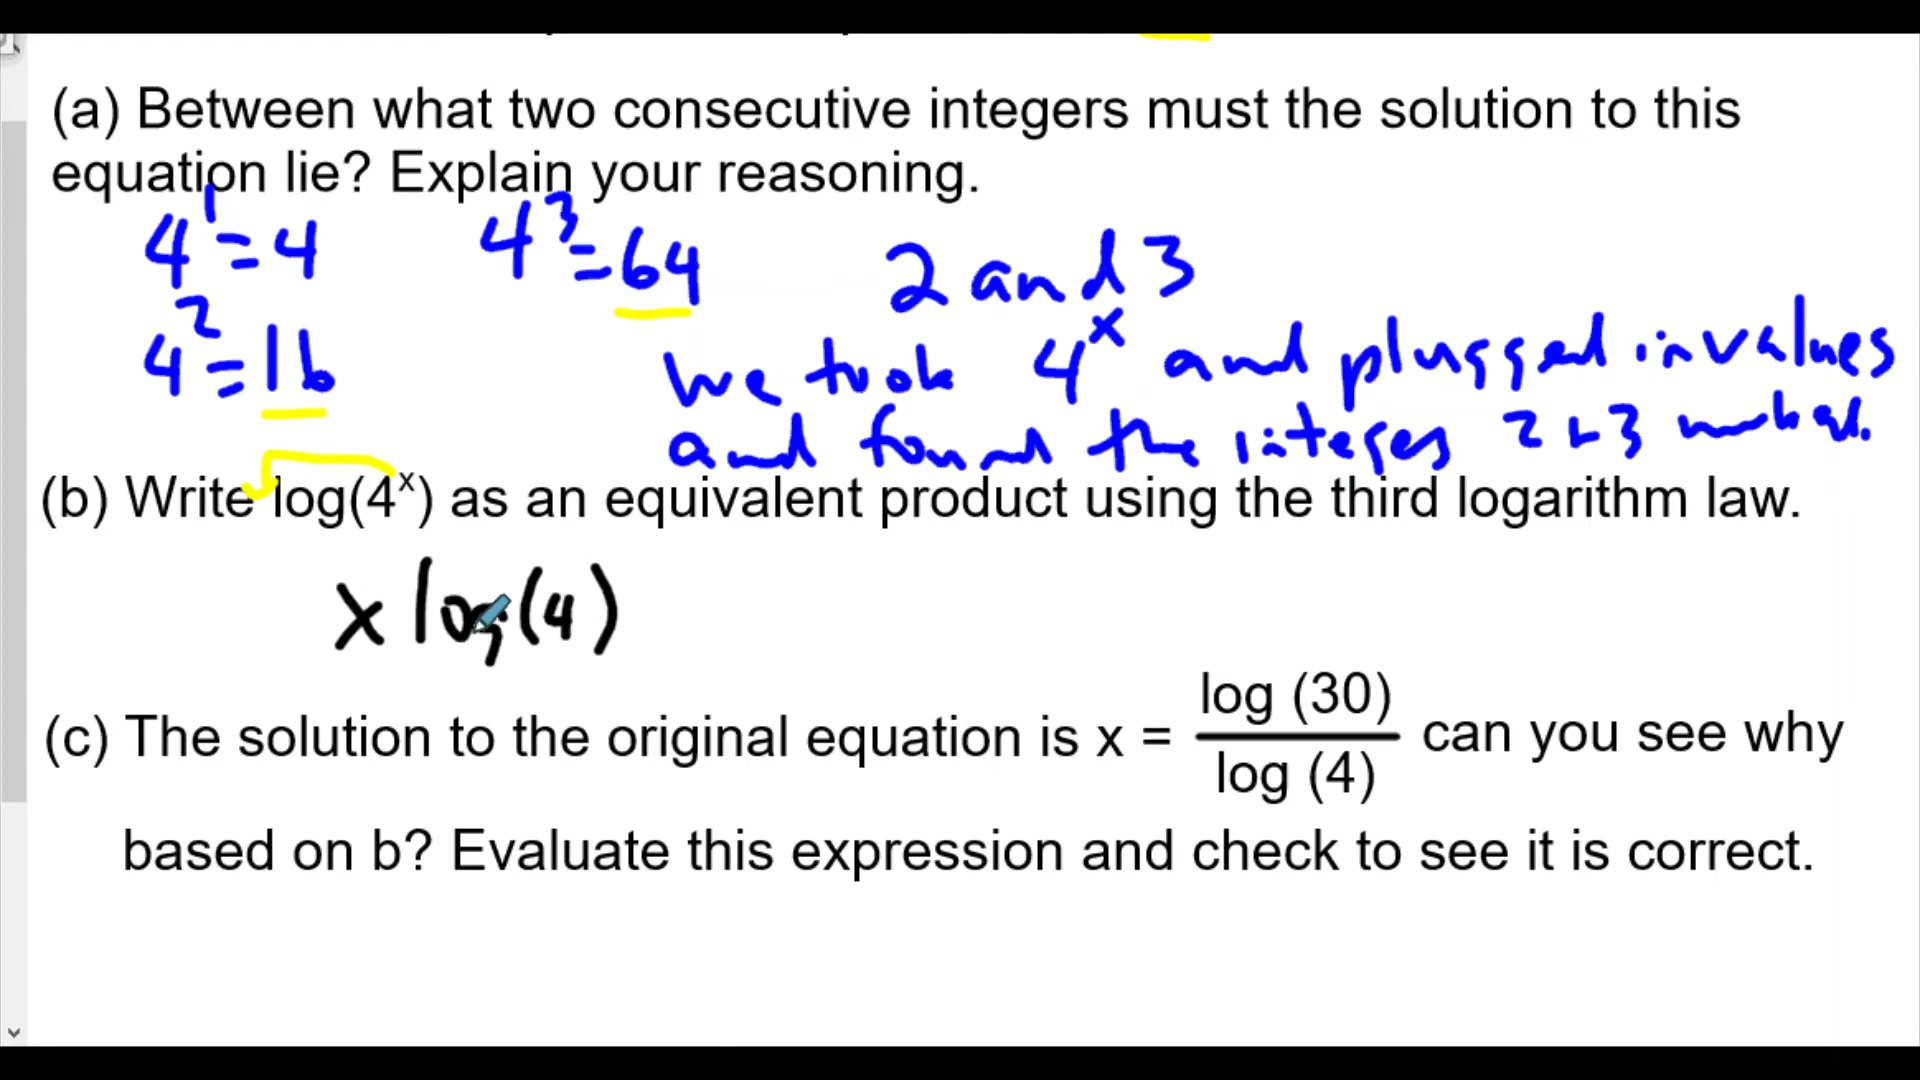 (a) Between what two consecutive integers must the solution to this
equation lie? Explain your reasoning.
4¹=4 4³=64 2 and 3
4²=16 We took 4ˣ and plugged in values
and found the integers 2 + 3 worked.
(b) Write log(4ˣ) as an equivalent product using the third logarithm law.
x log(4)
(c) The solution to the original equation is x = log (30) / log (4) can you see why
based on b? Evaluate this expression and check to see it is correct.